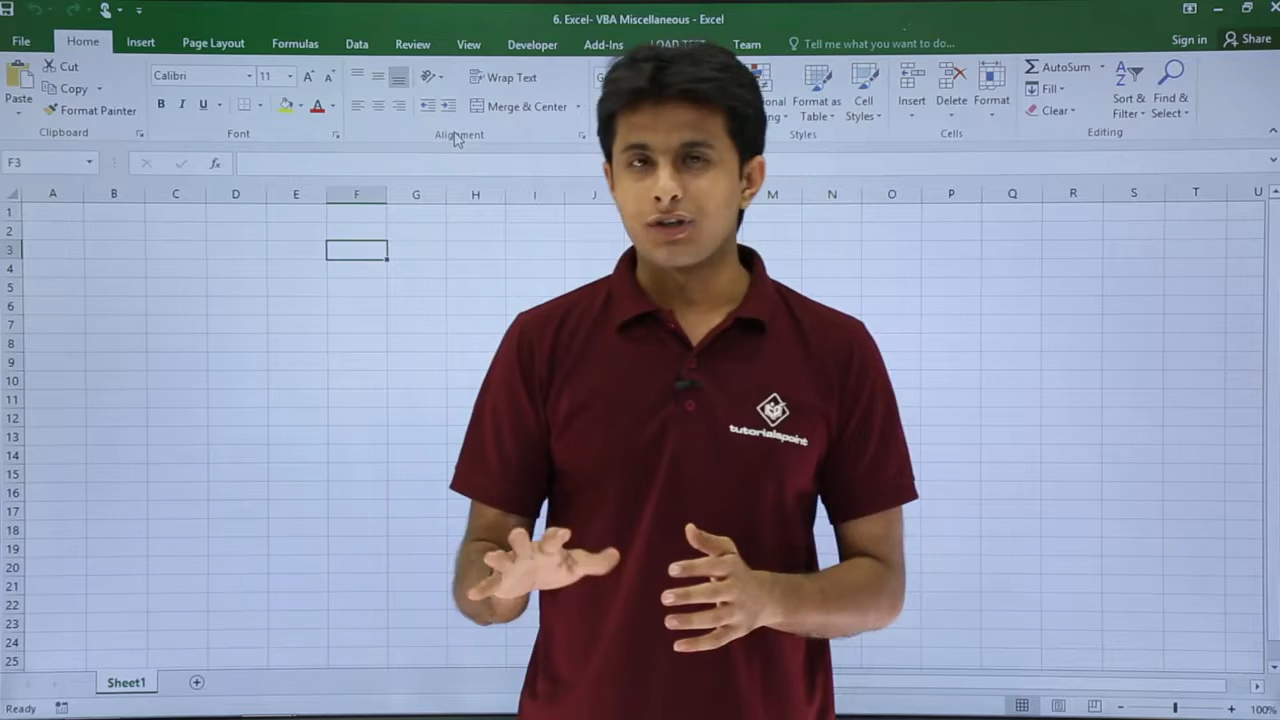 6. Excel- VBA Miscellaneous - Excel
File Home Insert Page Layout Formulas Data Review View Developer Add-Ins LOAD TEST Team Tell me what you want to do... Sign in Share
Cut
Copy
Format Painter
Paste
Clipboard
Calibri 11
B I U
A
Font
Wrap Text
Merge & Center
Alignment
Format as Table
Cell Styles
Styles
Insert Delete Format
Cells
AutoSum
Fill
Clear
Sort & Filter
Find & Select
Editing
F3 fx
A B C D E F G H I J M N O P Q R S T U
1
2
3
4
5
6
7
8
9
10
11
12
13
14
15
16
17
18
19
20
21
22
23
24
25
tutorialspoint
Sheet1
Ready 100%